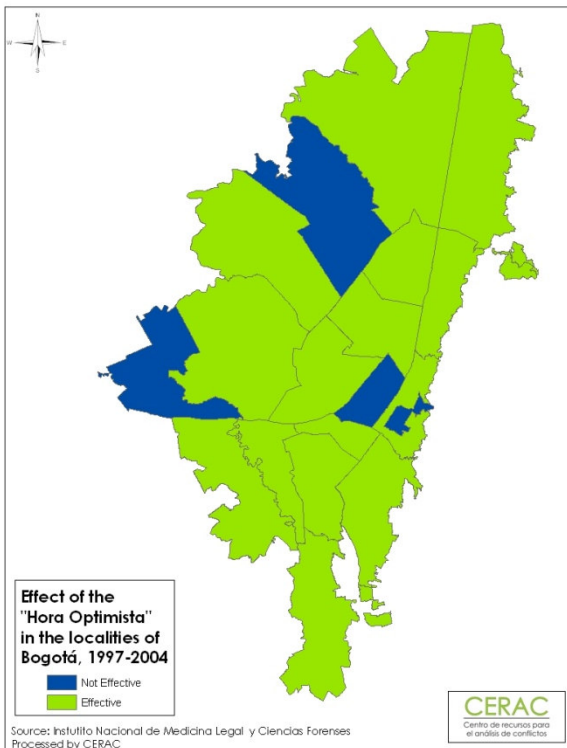 N
W E
S
Effect of the
"Hora Optimista"
in the localities of
Bogotá, 1997-2004
Not Effective
Effective
Source: Instutito Nacional de Medicina Legal y Ciencias Forenses
Processed by CERAC
CERAC
Centro de recursos para
el análisis de conflictos